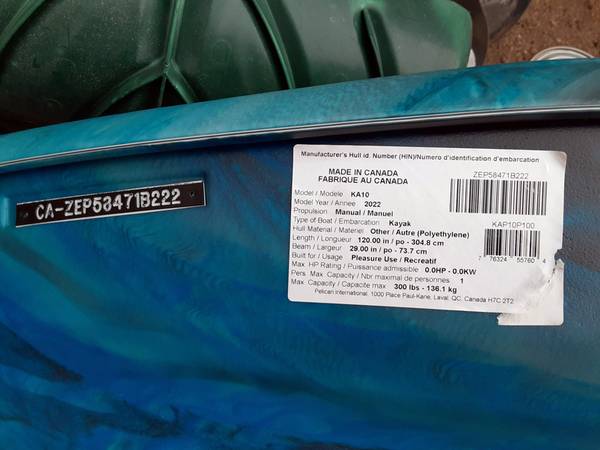 CA-ZEP58471B222
Manufacturer's Hull id. Number (HIN)/Numero d'identification d'embarcation
MADE IN CANADA
FABRIQUE AU CANADA
ZEP58471B222
Model / Modele KA10
Model Year / Annee 2022
Propulsion Manual / Manuel
Type of Boat / Embarcation Kayak
Hull Material / Materiel Other / Autre (Polyethylene)
Length / Longueur 120.00 in / po - 304.8 cm
Beam / Largeur 29.00 in / po - 73.7 cm
Built for / Usage Pleasure Use / Recreatif
Max HP Rating / Puissance admissible 0.0HP - 0.0KW
Pers. Max Capacity / Nbr maximal de personnes 1
Max Capacity / Capacite max 300 lbs - 136.1 kg
Pelican International, 1000 Place Paul-Kane, Laval, QC, Canada H7C 2T2
KAP10P100
7 76324 55760 4